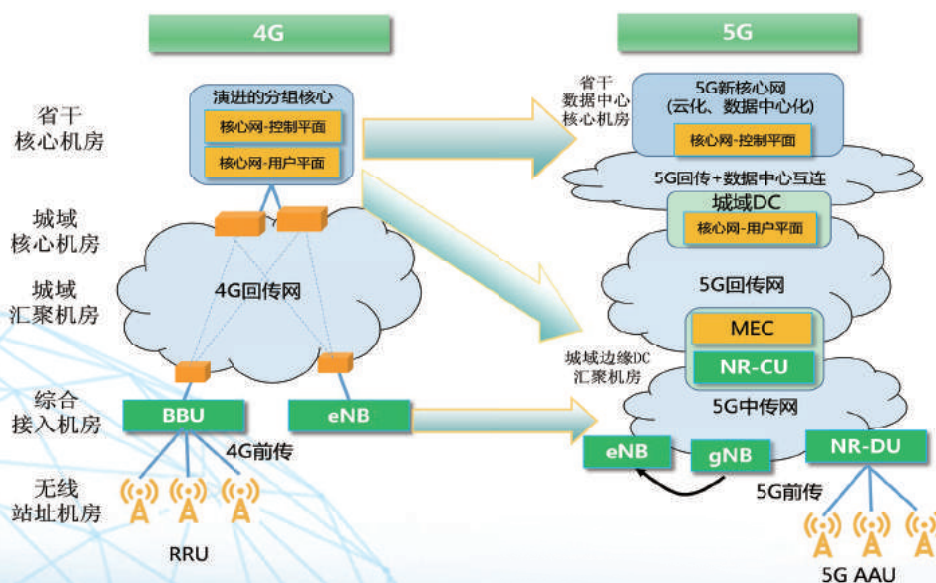 4G
5G
省干
核心机房
演进的分组核心
核心网-控制平面
核心网-用户平面
省干
数据中心
核心机房
5G新核心网
(云化、数据中心化)
核心网-控制平面
5G回传+数据中心互连
城域
核心机房
城域DC
核心网-用户平面
城域
汇聚机房
4G回传网
5G回传网
城域边缘DC
汇聚机房
MEC
NR-CU
综合
接入机房
BBU
eNB
4G前传
5G中传网
eNB
gNB
NR-DU
无线
站址机房
RRU
5G前传
5G AAU